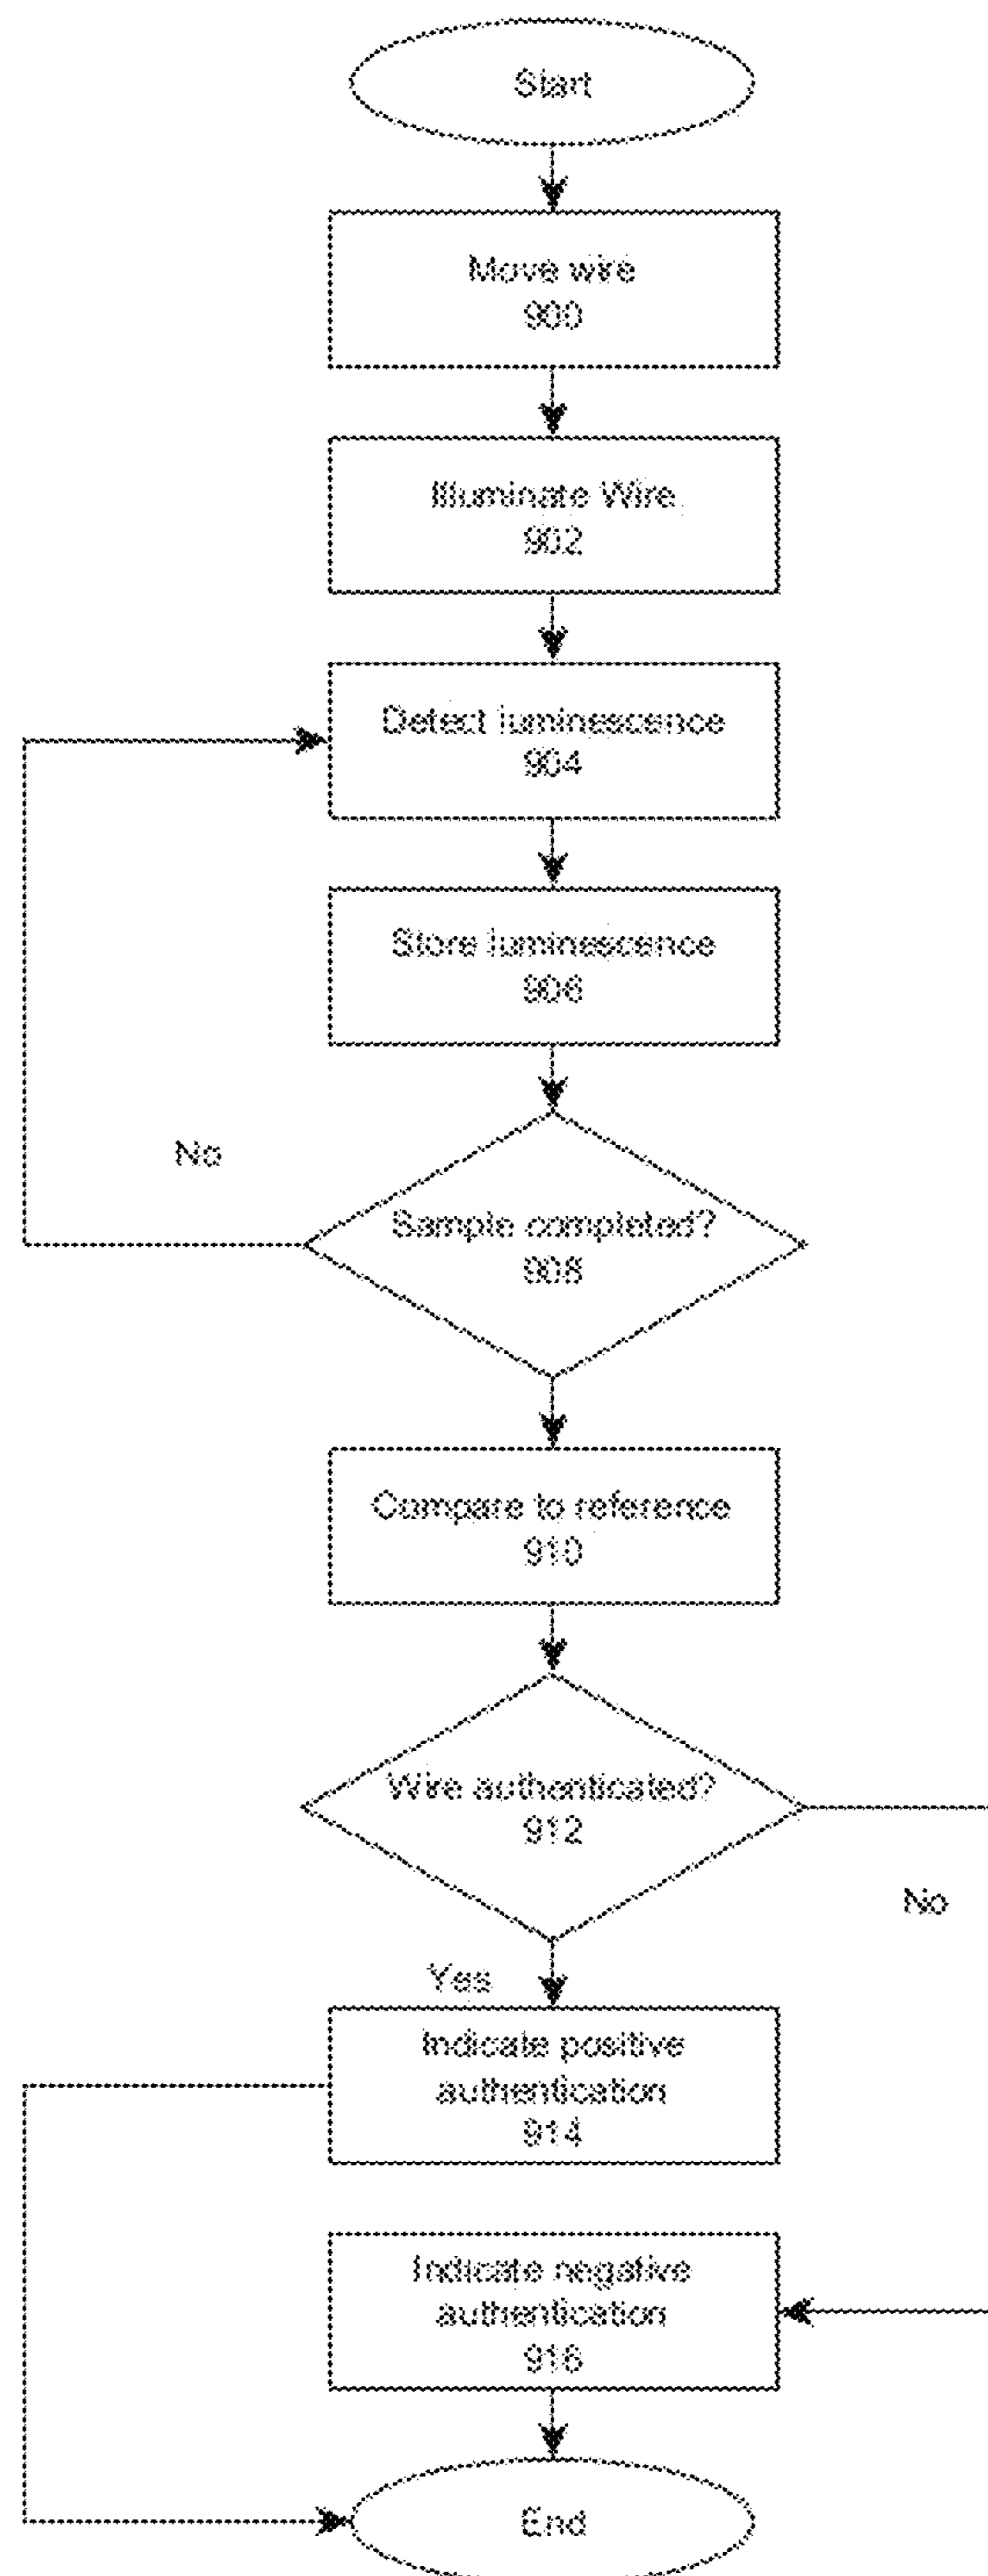 Start
Move wire
900
Illuminate Wire
902
Detect luminescence
904
Store luminescence
906
No
Sample completed?
908
Compare to reference
910
Wire authenticated?
912
No
Yes
Indicate positive
authentication
914
Indicate negative
authentication
916
End